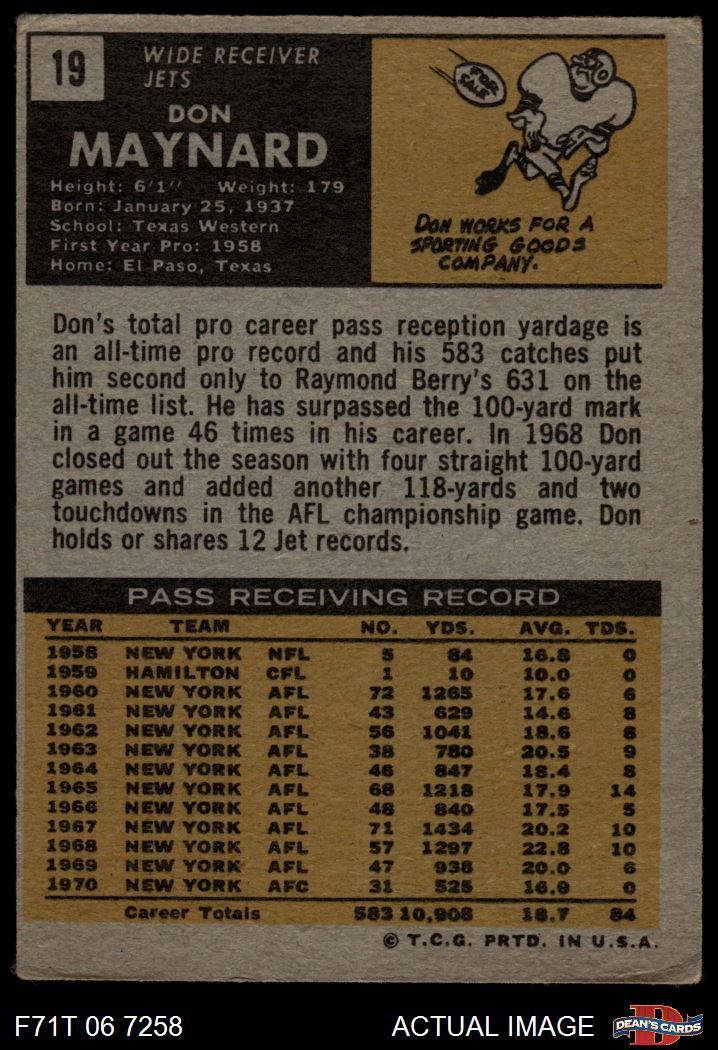 19
WIDE RECEIVER
JETS
DON
MAYNARD
Height: 6'1" Weight: 179
Born: January 25, 1937
School: Texas Western
First Year Pro: 1958
Home: El Paso, Texas
FOR
SALE
DON WORKS FOR A
SPORTING GOODS
COMPANY.
Don's total pro career pass reception yardage is
an all-time pro record and his 583 catches put
him second only to Raymond Berry's 631 on the
all-time list. He has surpassed the 100-yard mark
in a game 46 times in his career. In 1968 Don
closed out the season with four straight 100-yard
games and added another 118-yards and two
touchdowns in the AFL championship game. Don
holds or shares 12 Jet records.
PASS RECEIVING RECORD
YEAR TEAM NO. YDS. AVG. TDS.
1958 NEW YORK NFL 5 84 16.8 0
1959 HAMILTON CFL 1 10 10.0 0
1960 NEW YORK AFL 72 1265 17.6 6
1961 NEW YORK AFL 43 629 14.6 8
1962 NEW YORK AFL 56 1041 18.6 8
1963 NEW YORK AFL 38 780 20.5 9
1964 NEW YORK AFL 46 847 18.4 8
1965 NEW YORK AFL 68 1218 17.9 14
1966 NEW YORK AFL 48 840 17.5 5
1967 NEW YORK AFL 71 1434 20.2 10
1968 NEW YORK AFL 57 1297 22.8 10
1969 NEW YORK AFL 47 938 20.0 6
1970 NEW YORK AFC 31 525 16.9 0
Career Totals 583 10,908 18.7 84
© T.C.G. PRTD. IN U.S.A.
F71T 06 7258 ACTUAL IMAGE D DEAN'S CARDS